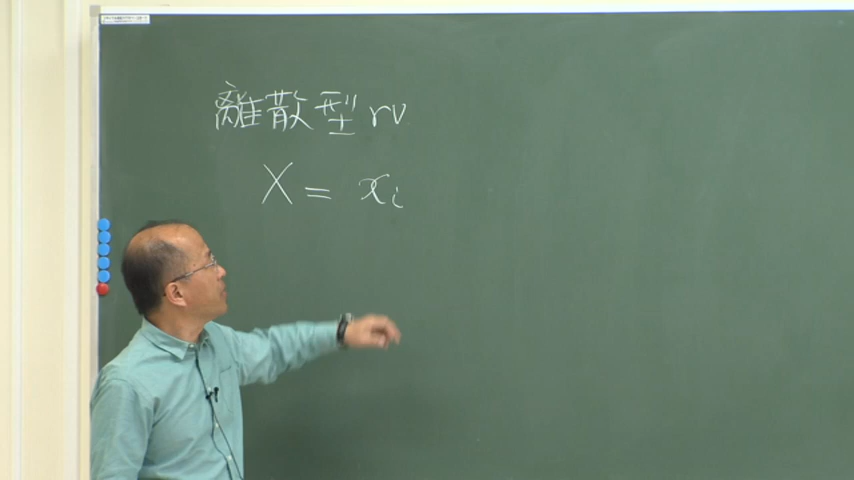 離散型 rv
X = xi